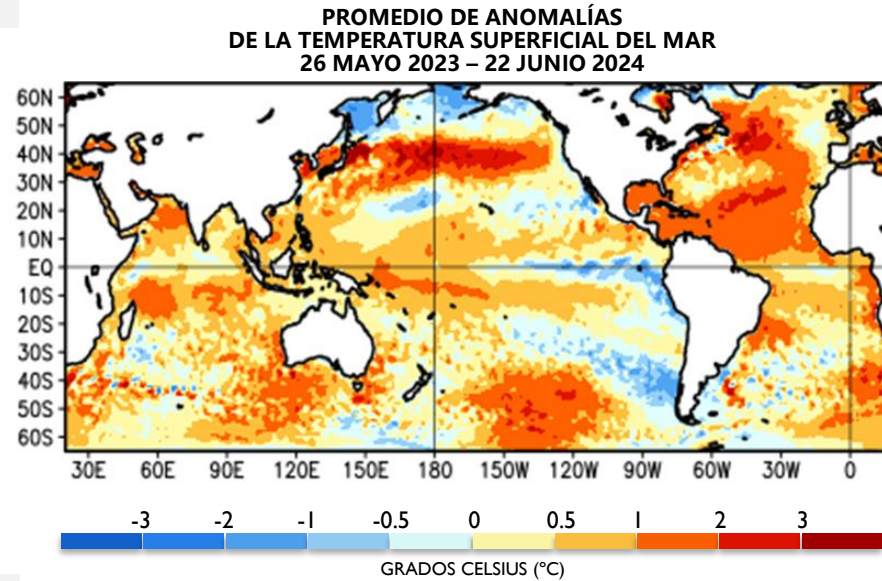 PROMEDIO DE ANOMALÍAS
DE LA TEMPERATURA SUPERFICIAL DEL MAR
26 MAYO 2023 – 22 JUNIO 2024
60N
50N
40N
30N
20N
10N
EQ
10S
20S
30S
40S
50S
60S
30E 60E 90E 120E 150E 180 150W 120W 90W 60W 30W 0
-3 -2 -1 -0.5 0 0.5 1 2 3
GRADOS CELSIUS (ºC)